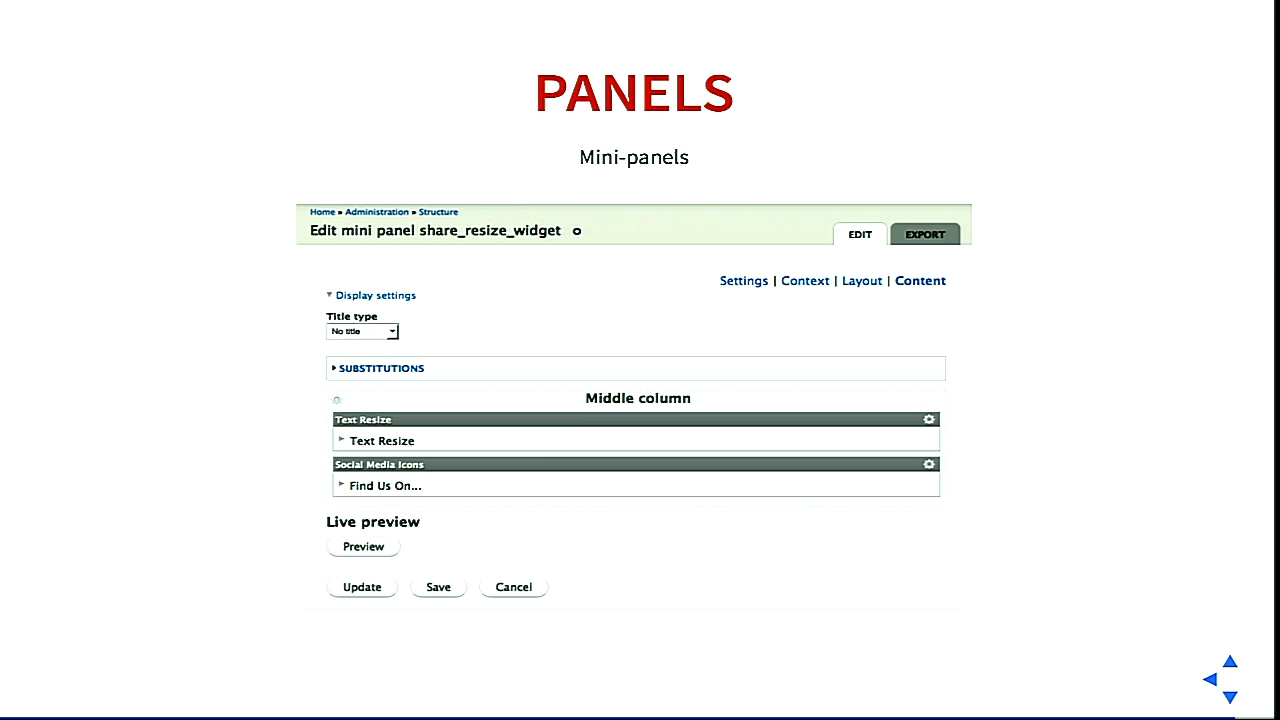 PANELS
Mini-panels
Home » Administration » Structure
Edit mini panel share_resize_widget
EDIT
EXPORT
Settings | Context | Layout | Content
Display settings
Title type
No title
SUBSTITUTIONS
Middle column
Text Resize
Text Resize
Social Media Icons
Find Us On...
Live preview
Preview
Update
Save
Cancel